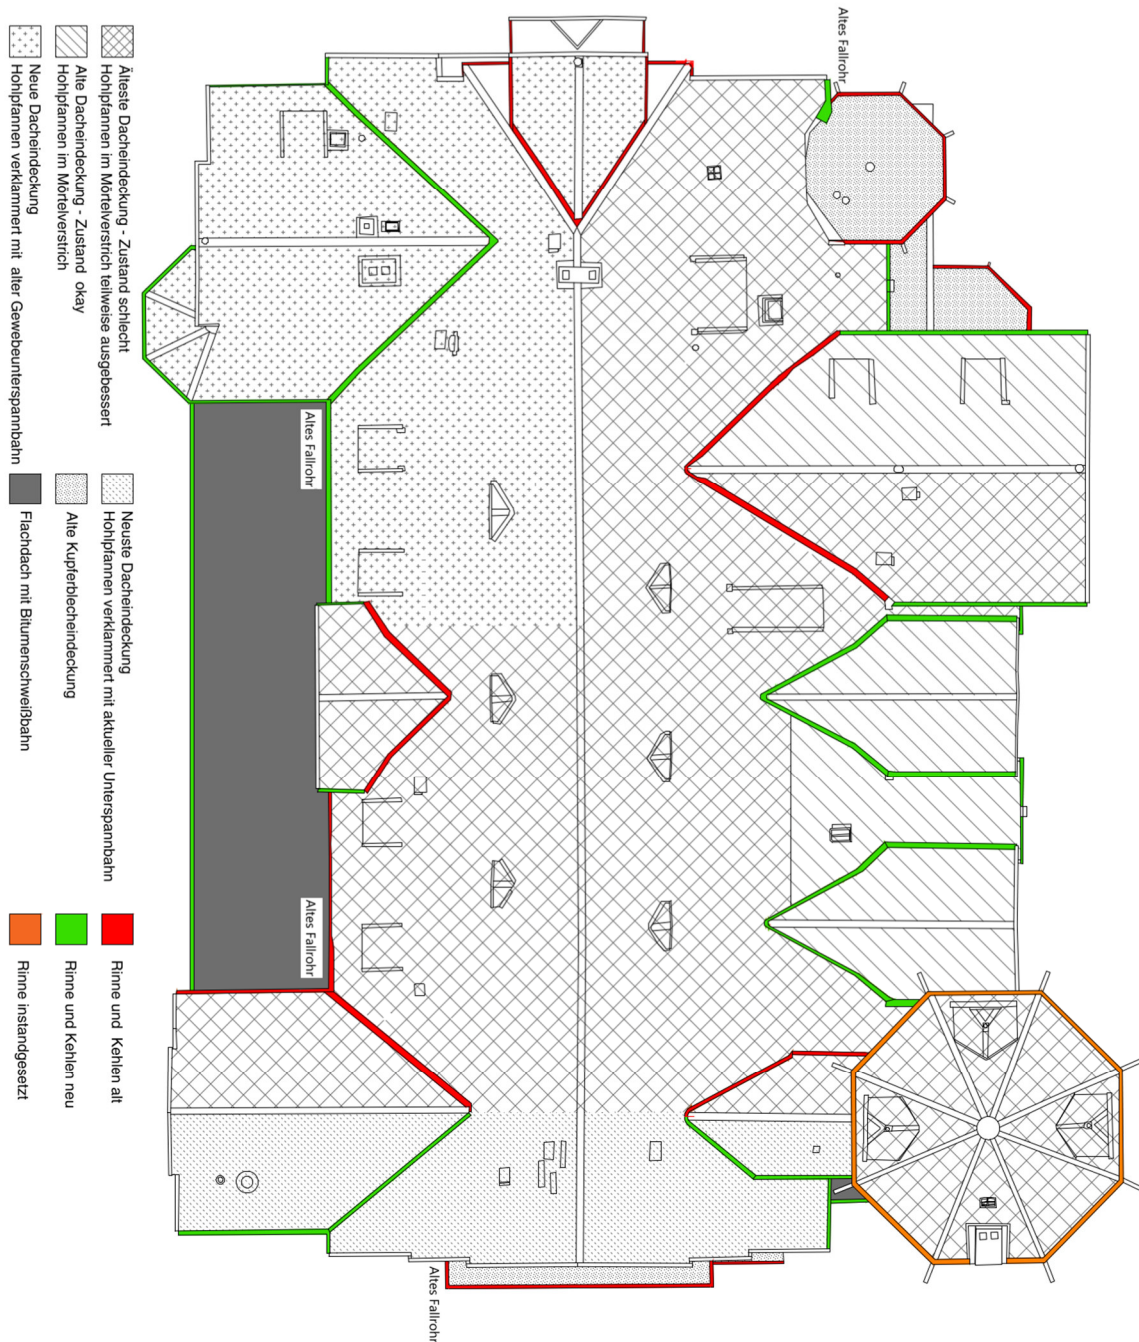 Altes Fallrohr
Altes Fallrohr
Altes Fallrohr
Altes Fallrohr
Älteste Dacheindeckung - Zustand schlecht
Hohlpfannen im Mörtelverstrich teilweise ausgebessert
Alte Dacheindeckung - Zustand okay
Hohlpfannen im Mörtelverstrich
Neue Dacheindeckung
Hohlpfannen verklammert mit alter Gewebeunterspannbahn
Neuste Dacheindeckung
Hohlpfannen verklammert mit aktueller Unterspannbahn
Alte Kupferblecheindeckung
Flachdach mit Bitumenschweißbahn
Rinne und Kehlen alt
Rinne und Kehlen neu
Rinne instandgesetzt